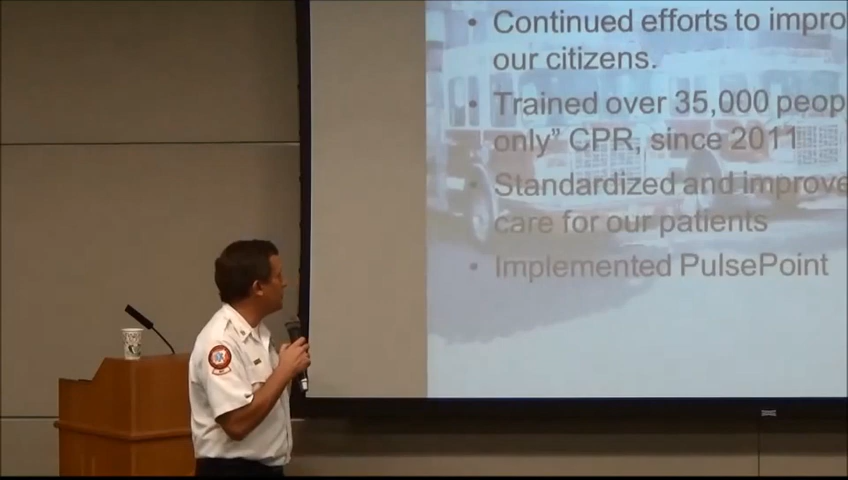 • Continued efforts to impro
our citizens.
• Trained over 35,000 peop
only” CPR, since 2011
• Standardized and improve
care for our patients
• Implemented PulsePoint